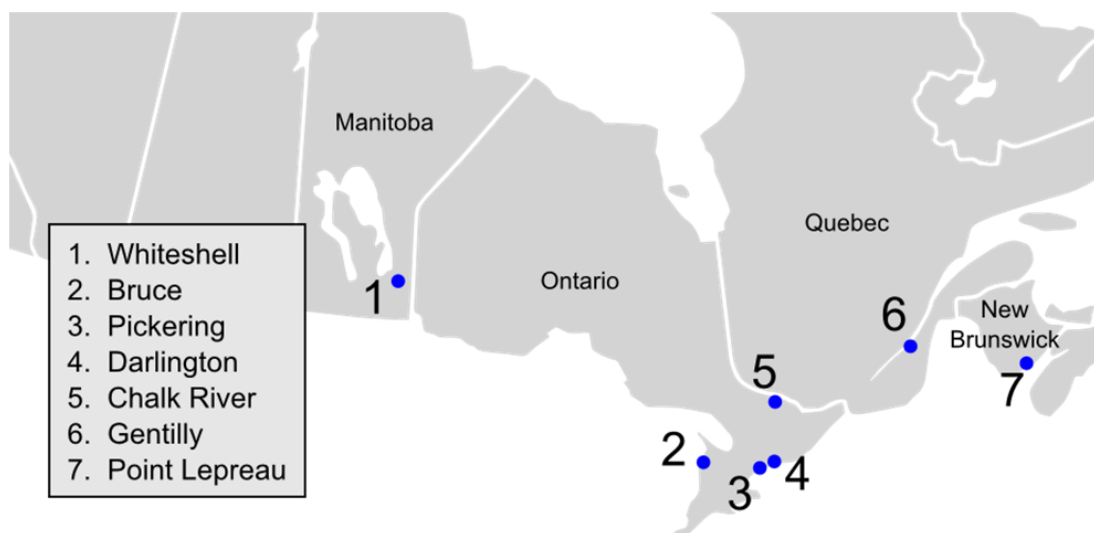 Manitoba
Quebec
Ontario
New
Brunswick
1. Whiteshell
2. Bruce
3. Pickering
4. Darlington
5. Chalk River
6. Gentilly
7. Point Lepreau
1
6
5
7
2
4
3